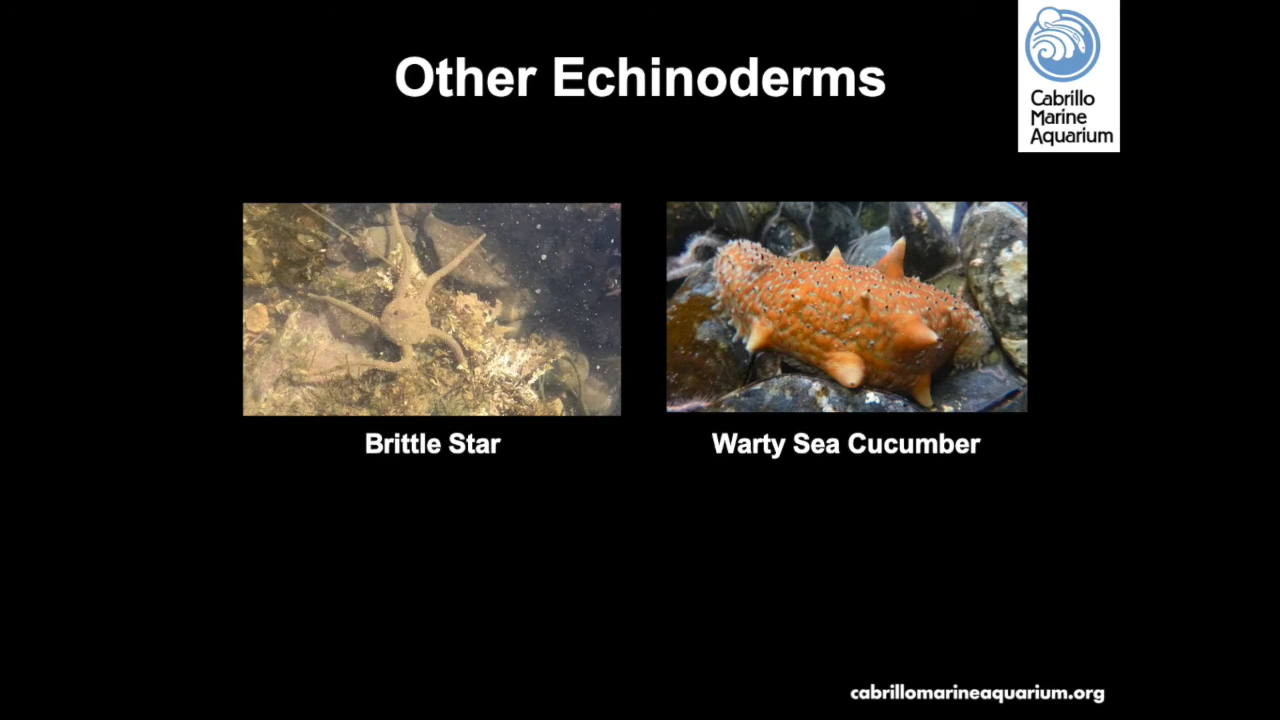 Other Echinoderms
Cabrillo
Marine
Aquarium
Brittle Star
Warty Sea Cucumber
cabrillomarineaquarium.org